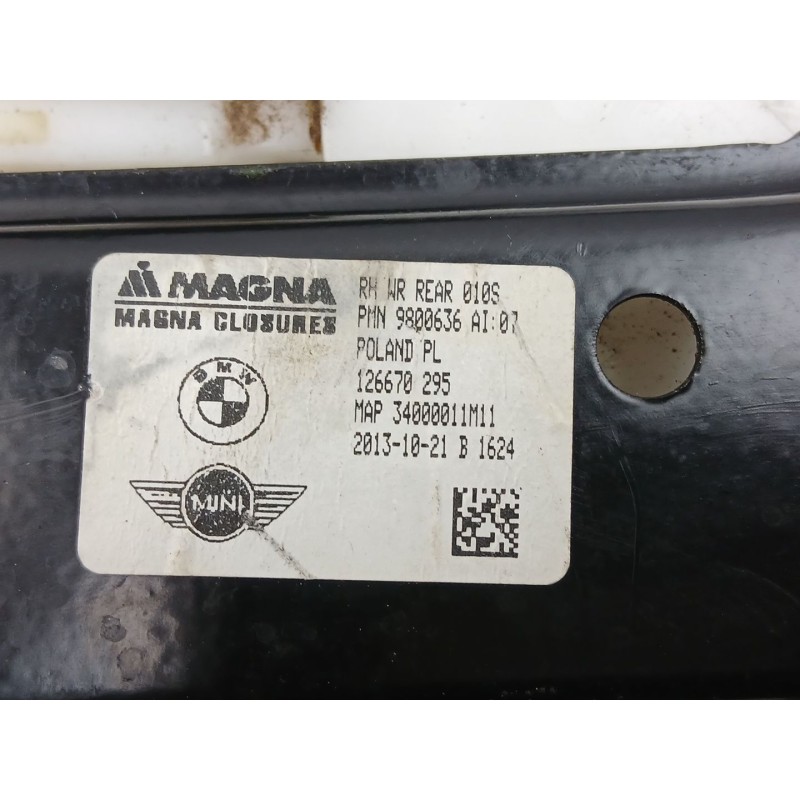 MAGNA
MAGNA CLOSURES
BMW
MINI
RH WR REAR 010S
PMN 9800636 AI:07
POLAND PL
126670 295
MAP 34000011M11
2013-10-21 B 1624